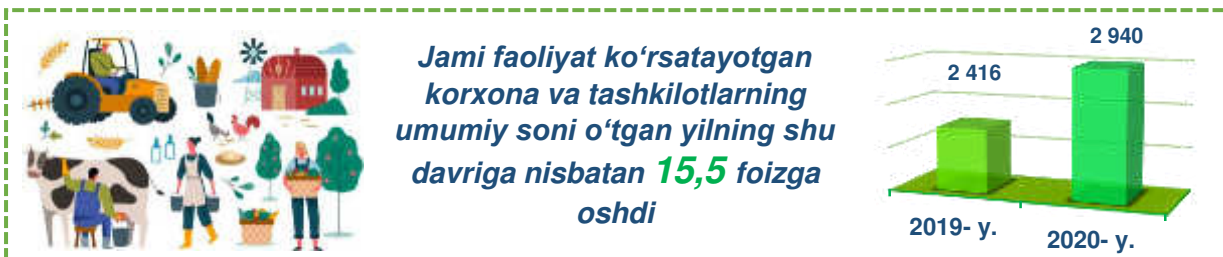 Jami faoliyat ko‘rsatayotgan
korxona va tashkilotlarning
umumiy soni o‘tgan yilning shu
davriga nisbatan 15,5 foizga
oshdi
2 416
2 940
2019- y.
2020- y.